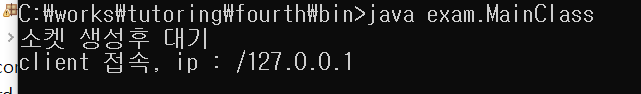 C:₩works₩tutoring₩fourth₩bin>java exam.MainClass
소켓 생성후 대기
client 접속, ip : /127.0.0.1